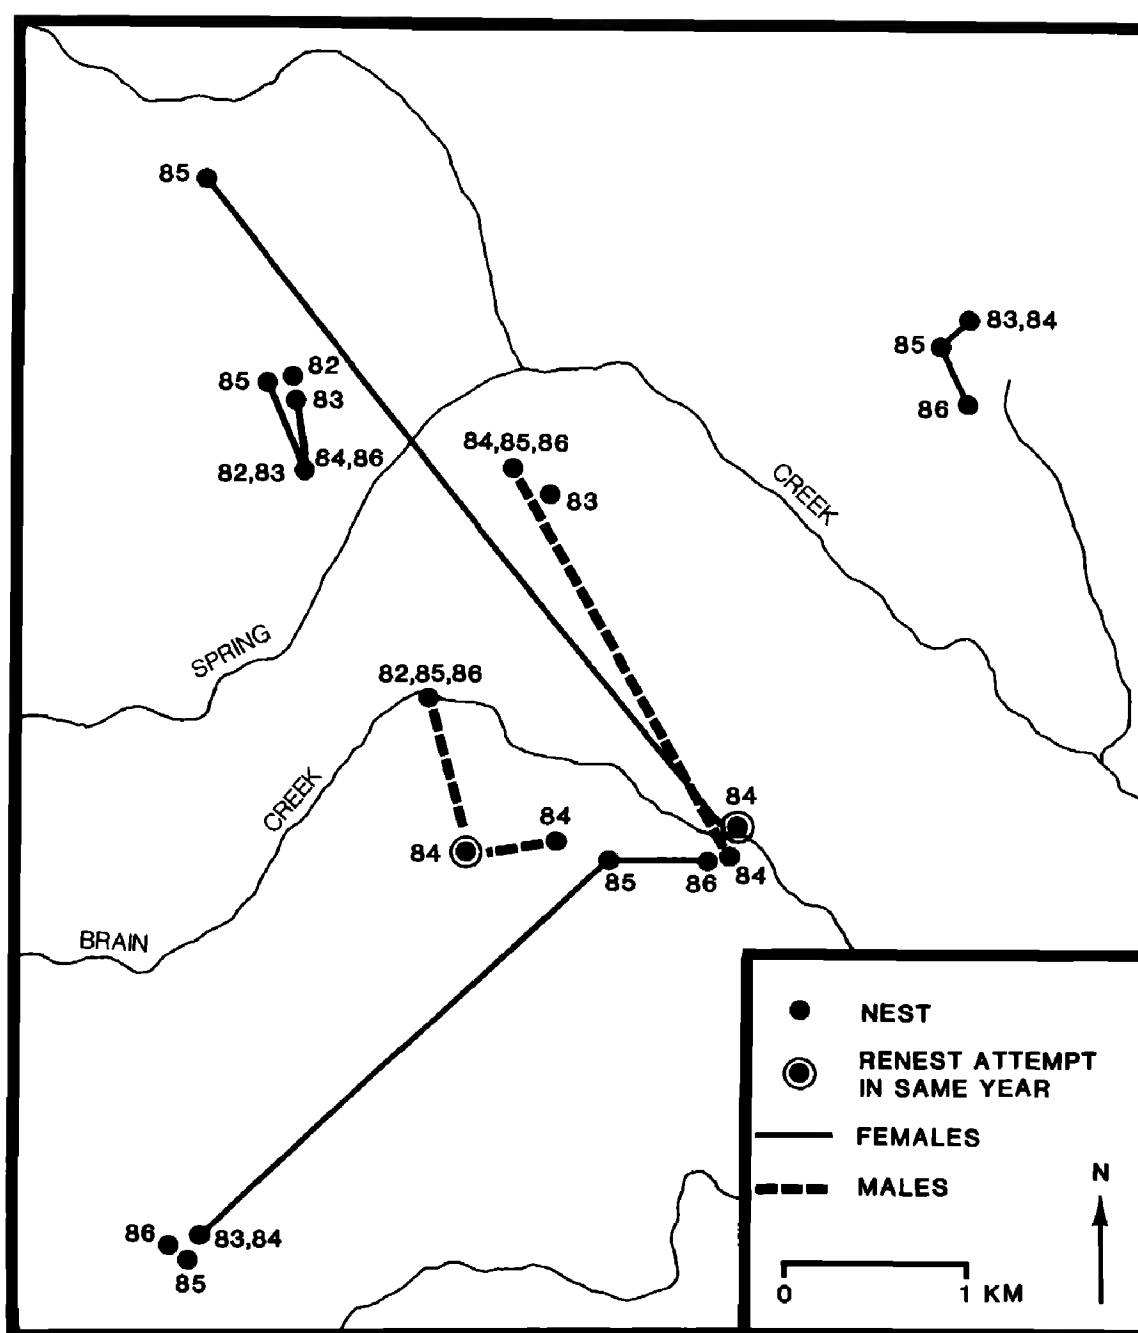 85
83,84
85
86
82
85
83
84,86
82,83
84,85,86
83
CREEK
SPRING
82,85,86
CREEK
84
84
84
85
86
84
BRAIN
NEST
RENEST ATTEMPT
IN SAME YEAR
FEMALES
MALES
N
0
1 KM
86
83,84
85